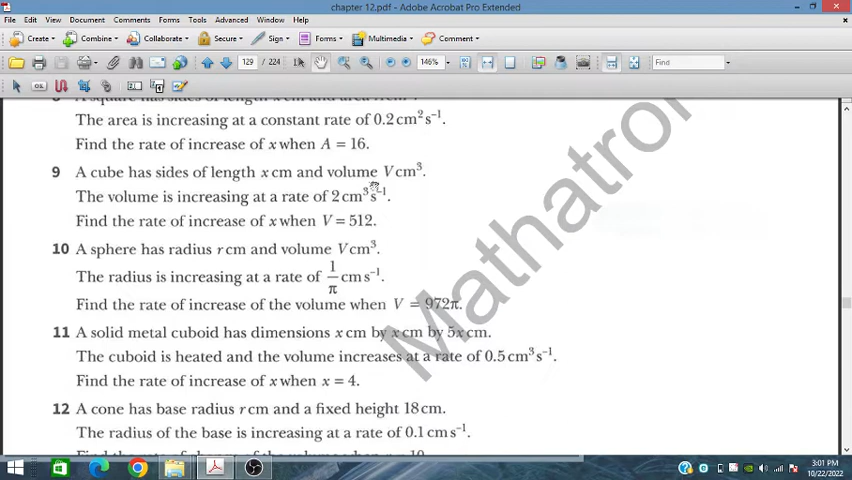 chapter 12.pdf - Adobe Acrobat Pro Extended
File Edit View Document Comments Forms Tools Advanced Window Help
Create Combine Collaborate Secure Sign Forms Multimedia Comment
129 / 224 146% Find
The area is increasing at a constant rate of 0.2 cm² s⁻¹.
Find the rate of increase of x when A = 16.
9 A cube has sides of length x cm and volume V cm³.
The volume is increasing at a rate of 2 cm³ s⁻¹.
Find the rate of increase of x when V = 512.
10 A sphere has radius r cm and volume V cm³.
The radius is increasing at a rate of 1/π cm s⁻¹.
Find the rate of increase of the volume when V = 972π.
11 A solid metal cuboid has dimensions x cm by x cm by 5x cm.
The cuboid is heated and the volume increases at a rate of 0.5 cm³ s⁻¹.
Find the rate of increase of x when x = 4.
12 A cone has base radius r cm and a fixed height 18 cm.
The radius of the base is increasing at a rate of 0.1 cm s⁻¹.
Mathatron
3:01 PM
10/22/2022